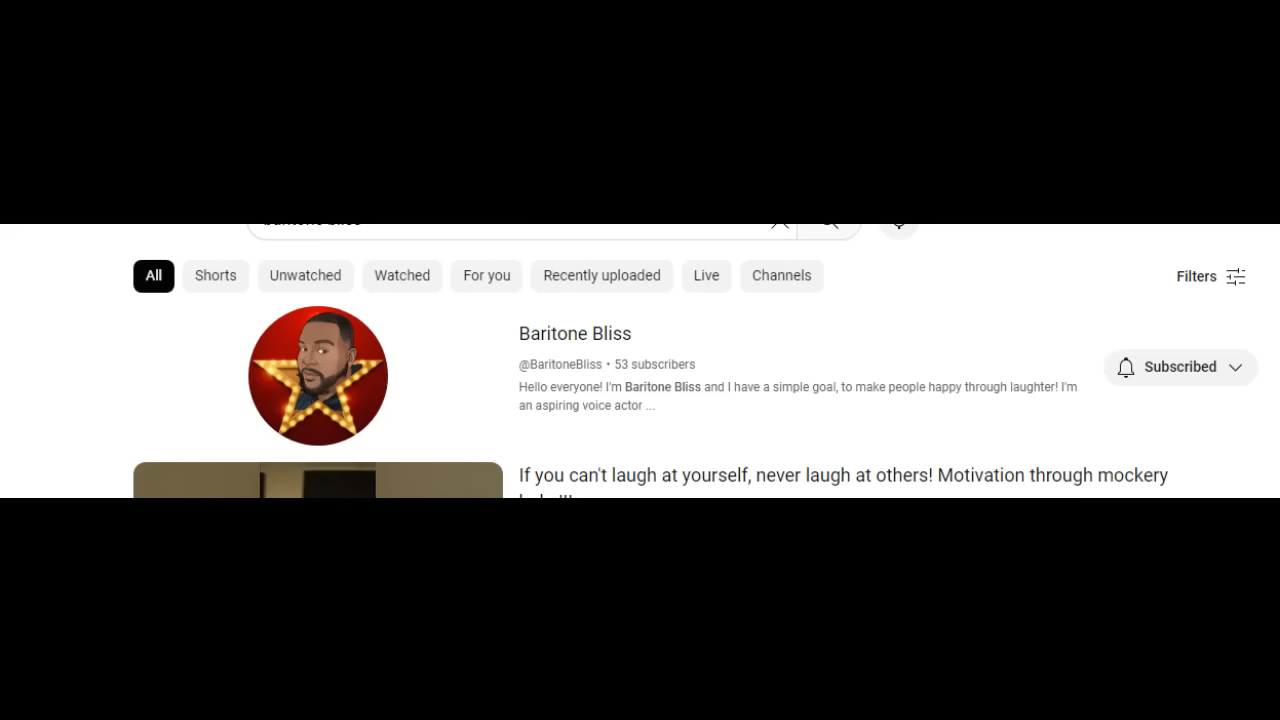 All Shorts Unwatched Watched For you Recently uploaded Live Channels Filters
Baritone Bliss
@BaritoneBliss • 53 subscribers
Subscribed
Hello everyone! I'm Baritone Bliss and I have a simple goal, to make people happy through laughter! I'm
an aspiring voice actor ...
If you can't laugh at yourself, never laugh at others! Motivation through mockery